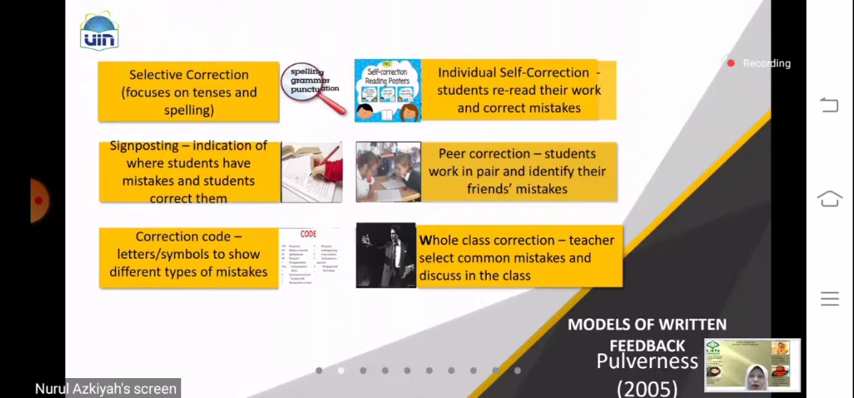 uin
Selective Correction
(focuses on tenses and
spelling)
spelling
grammar
punctuation
Self-correction
Reading Posters
Individual Self-Correction -
students re-read their work
and correct mistakes
Recording
Signposting – indication of
where students have
mistakes and students
correct them
Peer correction – students
work in pair and identify their
friends' mistakes
Correction code –
letters/symbols to show
different types of mistakes
CODE
Whole class correction – teacher
select common mistakes and
discuss in the class
MODELS OF WRITTEN
FEEDBACK
Pulverness
(2005)
Nurul Azkiyah's screen